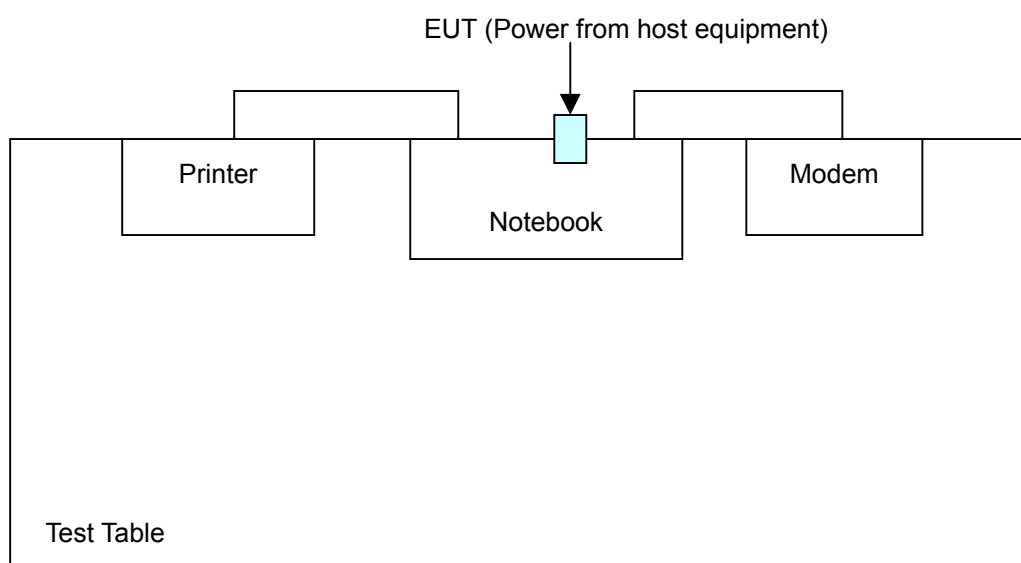 EUT (Power from host equipment)
Printer
Notebook
Modem
Test Table